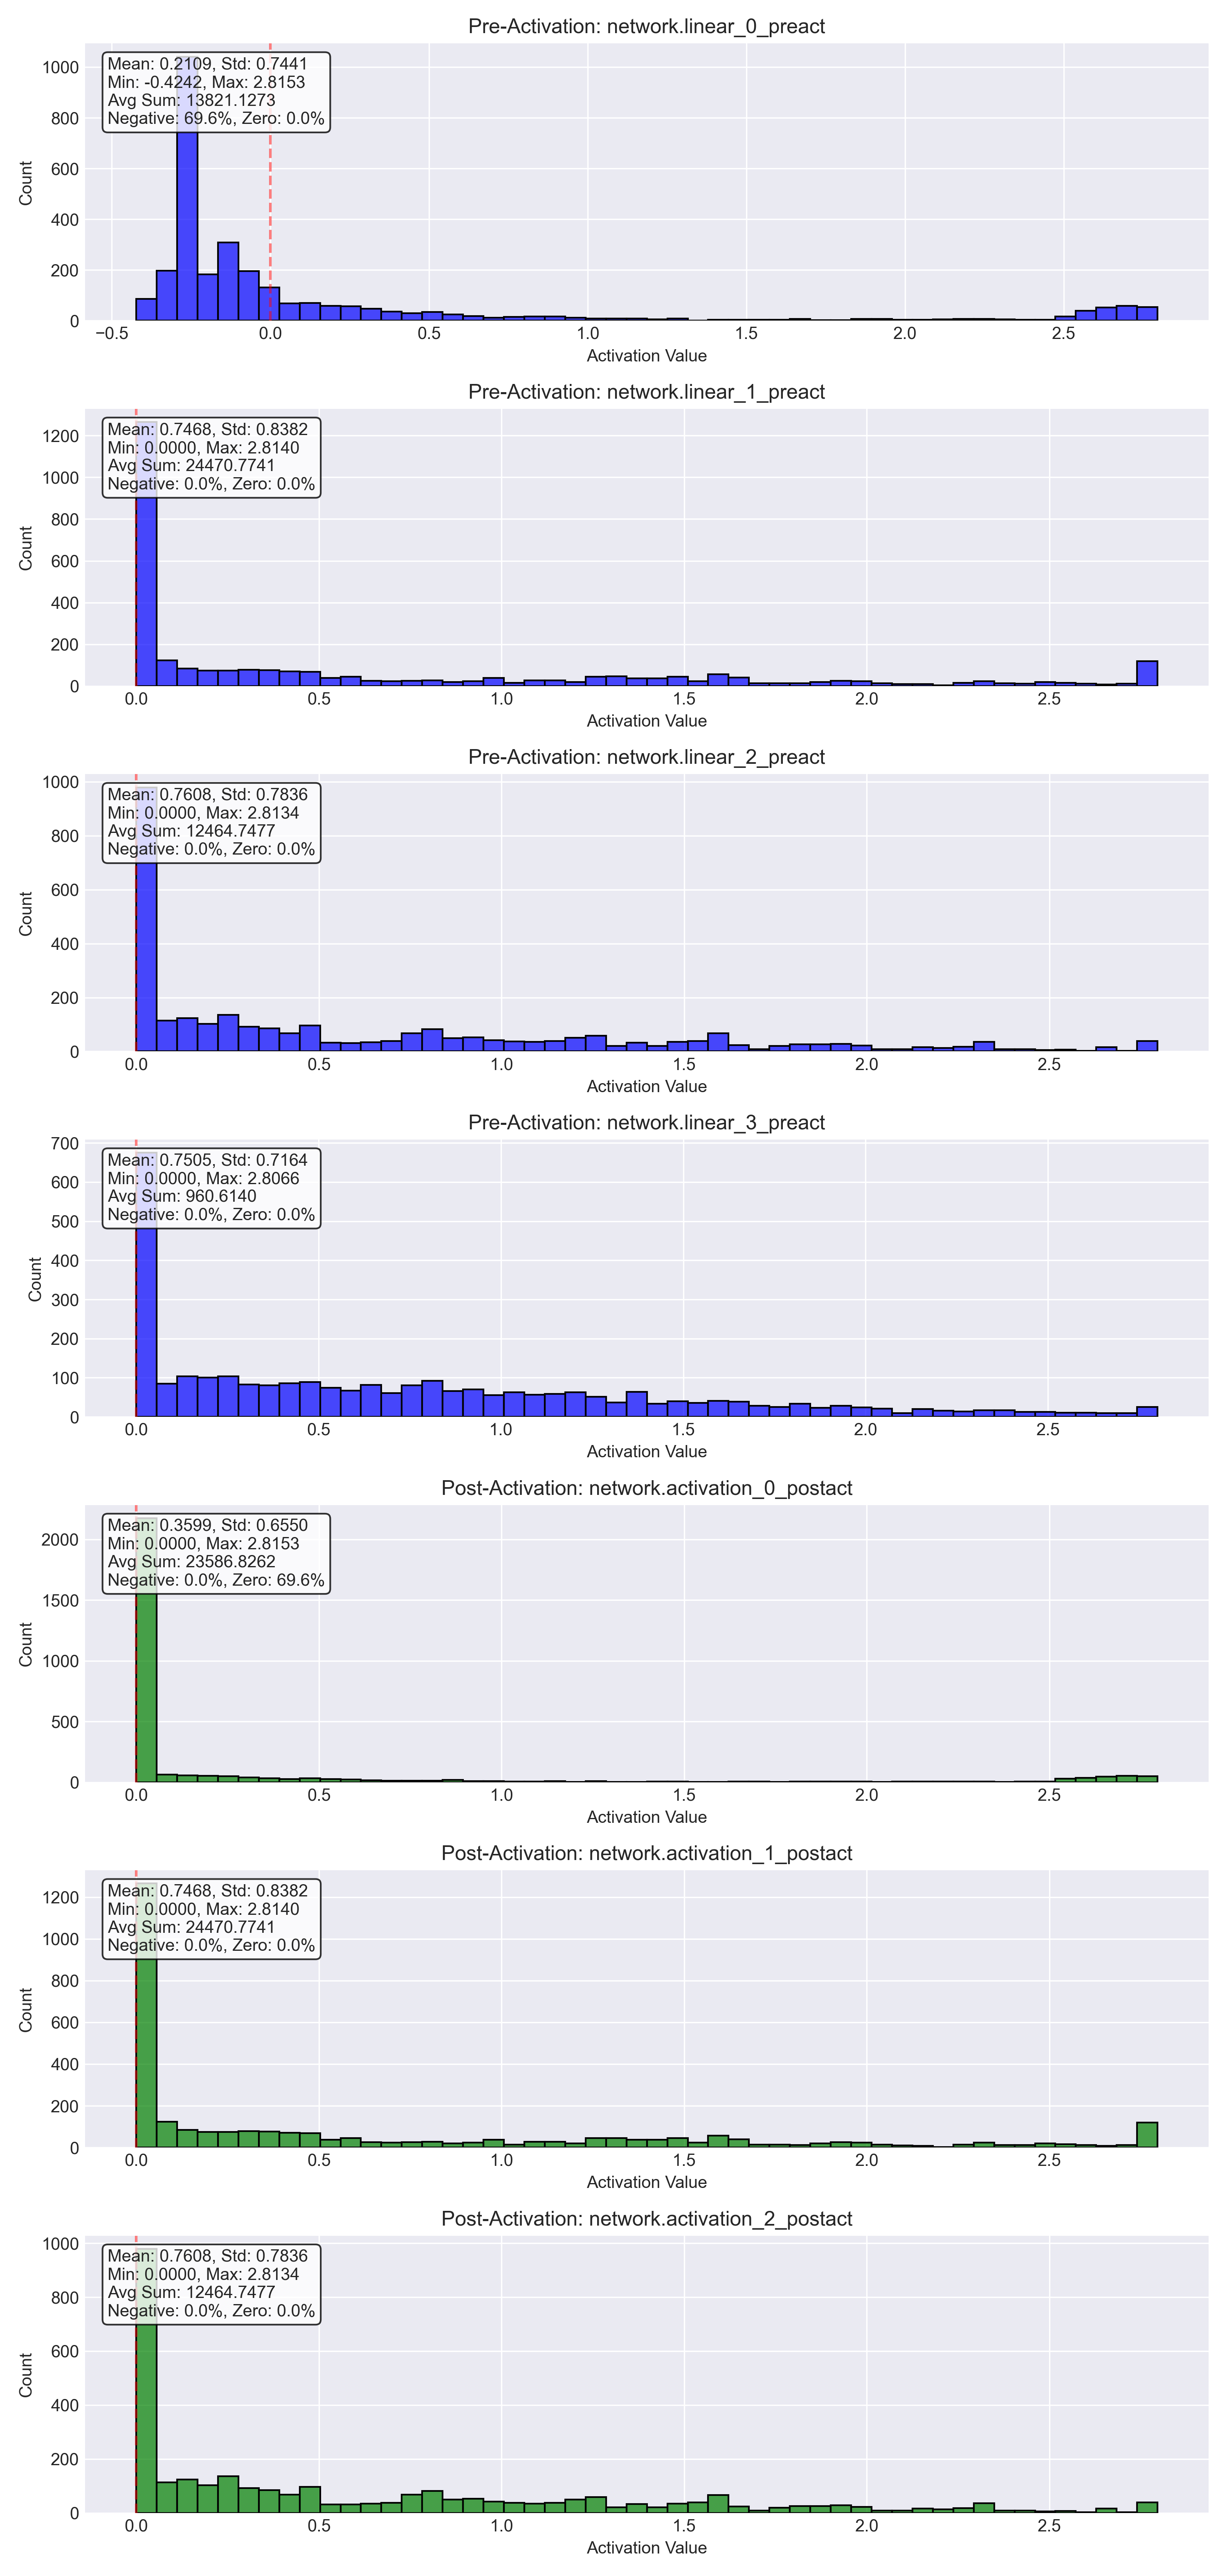 Pre-Activation: network.linear_0_preact
Mean: 0.2109, Std: 0.7441
Min: -0.4242, Max: 2.8153
Avg Sum: 13821.1273
Negative: 69.6%, Zero: 0.0%
Count
1000
800
600
400
200
0
−0.5 0.0 0.5 1.0 1.5 2.0 2.5
Activation Value
Pre-Activation: network.linear_1_preact
Mean: 0.7468, Std: 0.8382
Min: 0.0000, Max: 2.8140
Avg Sum: 24470.7741
Negative: 0.0%, Zero: 0.0%
Count
1200
1000
800
600
400
200
0
0.0 0.5 1.0 1.5 2.0 2.5
Activation Value
Pre-Activation: network.linear_2_preact
Mean: 0.7608, Std: 0.7836
Min: 0.0000, Max: 2.8134
Avg Sum: 12464.7477
Negative: 0.0%, Zero: 0.0%
Count
1000
800
600
400
200
0
0.0 0.5 1.0 1.5 2.0 2.5
Activation Value
Pre-Activation: network.linear_3_preact
Mean: 0.7505, Std: 0.7164
Min: 0.0000, Max: 2.8066
Avg Sum: 960.6140
Negative: 0.0%, Zero: 0.0%
Count
700
600
500
400
300
200
100
0
0.0 0.5 1.0 1.5 2.0 2.5
Activation Value
Post-Activation: network.activation_0_postact
Mean: 0.3599, Std: 0.6550
Min: 0.0000, Max: 2.8153
Avg Sum: 23586.8262
Negative: 0.0%, Zero: 69.6%
Count
2000
1500
1000
500
0
0.0 0.5 1.0 1.5 2.0 2.5
Activation Value
Post-Activation: network.activation_1_postact
Mean: 0.7468, Std: 0.8382
Min: 0.0000, Max: 2.8140
Avg Sum: 24470.7741
Negative: 0.0%, Zero: 0.0%
Count
1200
1000
800
600
400
200
0
0.0 0.5 1.0 1.5 2.0 2.5
Activation Value
Post-Activation: network.activation_2_postact
Mean: 0.7608, Std: 0.7836
Min: 0.0000, Max: 2.8134
Avg Sum: 12464.7477
Negative: 0.0%, Zero: 0.0%
Count
1000
800
600
400
200
0
0.0 0.5 1.0 1.5 2.0 2.5
Activation Value